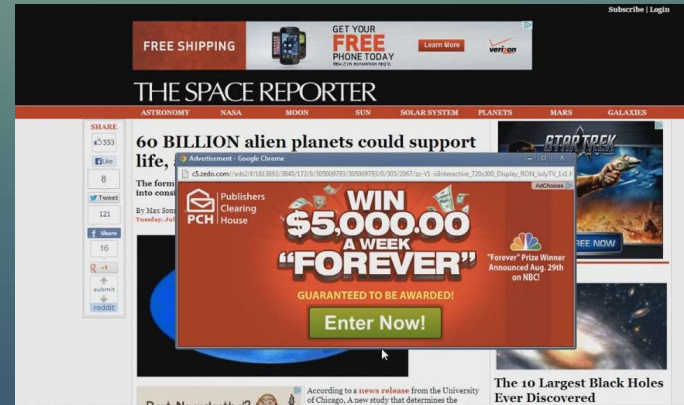 Subscribe | Login
FREE SHIPPING
GET YOUR
FREE
PHONE TODAY
Learn More
verizon
THE SPACE REPORTER
ASTRONOMY NASA MOON SUN SOLAR SYSTEM PLANETS MARS GALAXIES
SHARE
553
Like
8
Tweet
121
Share
16
+1
submit
reddit
60 BILLION alien planets could support
life,
The form
into consi
By Max Sonn
Tuesday, Jul
Advertisement - Google Chrome
AdChoices
Publishers
Clearing
House
PCH
WIN
$5,000.00
A WEEK
"FOREVER"
GUARANTEED TO BE AWARDED!
Enter Now!
"Forever" Prize Winner
Announced Aug. 29th
on NBC!
STAR TREK
REE NOW
According to a news release from the University
of Chicago, A new study that determines the
The 10 Largest Black Holes
Ever Discovered